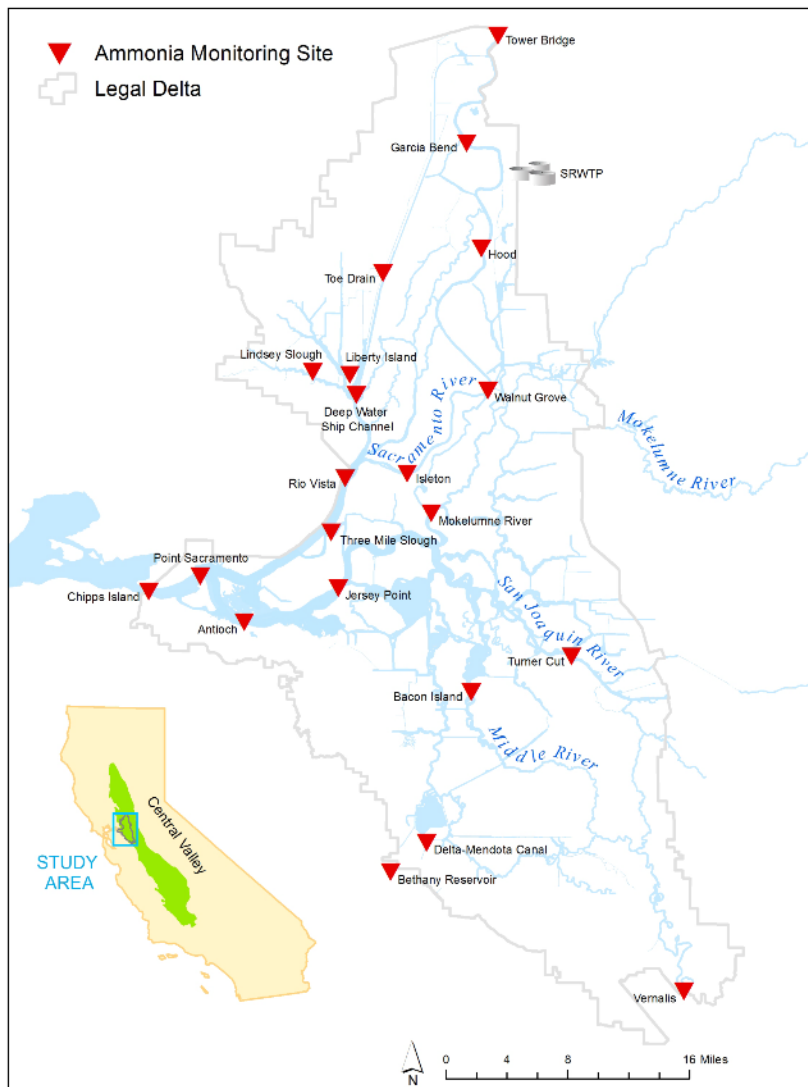 Ammonia Monitoring Site
Legal Delta
Tower Bridge
Garcia Bend
SRWTP
Hood
Toe Drain
Lindsey Slough
Liberty Island
Deep Water
Ship Channel
Walnut Grove
Sacramento River
Mokelumne River
Rio Vista
Isleton
Mokelumne River
Three Mile Slough
Point Sacramento
Chipps Island
Jersey Point
Antioch
San Joaquin River
Turner Cut
Bacon Island
Middle River
Central Valley
STUDY
AREA
Delta-Mendota Canal
Bethany Reservoir
Vernalis
N
0 4 8 16 Miles